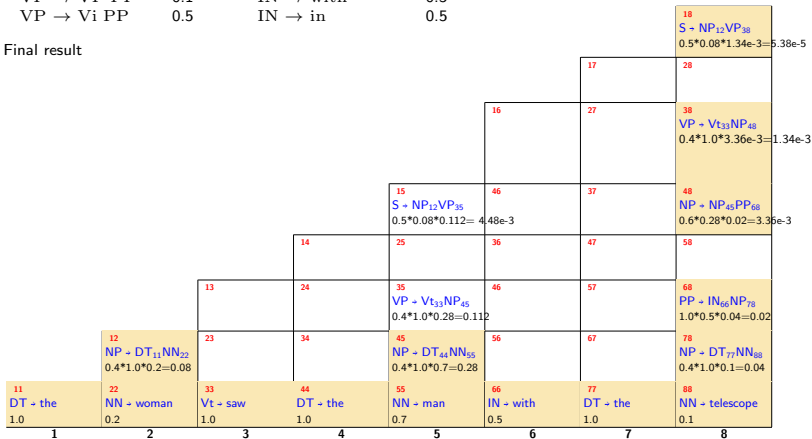 VP → Vi PP 0.5 IN → in 0.5
Final result
18
S → NP12VP38
0.5*0.08*1.34e-3=5.38e-5
17 28
16 27 38
VP → Vt33NP48
0.4*1.0*3.36e-3=1.34e-3
15 46 37 48
S → NP12VP35 NP → NP45PP68
0.5*0.08*0.112= 4.48e-3 0.6*0.28*0.02=3.36e-3
14 25 36 47 58
13 24 35 46 57 68
VP → Vt33NP45 PP → IN66NP78
0.4*1.0*0.28=0.112 1.0*0.5*0.04=0.02
12 23 34 45 56 67 78
NP → DT11NN22 NP → DT44NN55 NP → DT77NN88
0.4*1.0*0.2=0.08 0.4*1.0*0.7=0.28 0.4*1.0*0.1=0.04
11 22 33 44 55 66 77 88
DT → the NN → woman Vt → saw DT → the NN → man IN → with DT → the NN → telescope
1.0 0.2 1.0 1.0 0.7 0.5 1.0 0.1
1 2 3 4 5 6 7 8